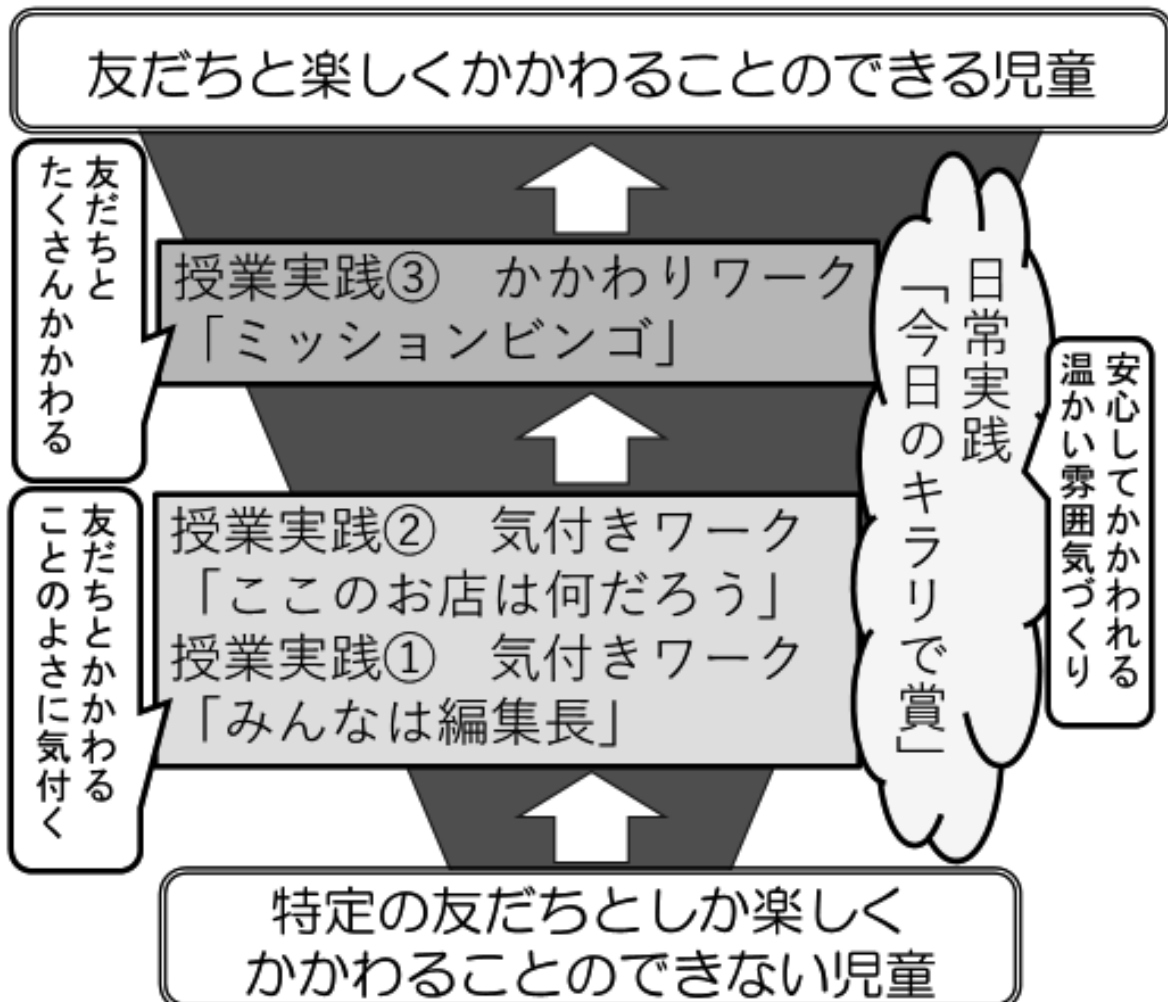 友だちと楽しくかかわることのできる児童
友だちと
たくさんかかわる
授業実践③　かかわりワーク
「ミッションビンゴ」
日常実践
「今日のキラリで賞」
安心してかかわれる
温かい雰囲気づくり
友だちとかかわる
ことのよさに気付く
授業実践②　気付きワーク
「ここのお店は何だろう」
授業実践①　気付きワーク
「みんなは編集長」
特定の友だちとしか楽しく
かかわることのできない児童